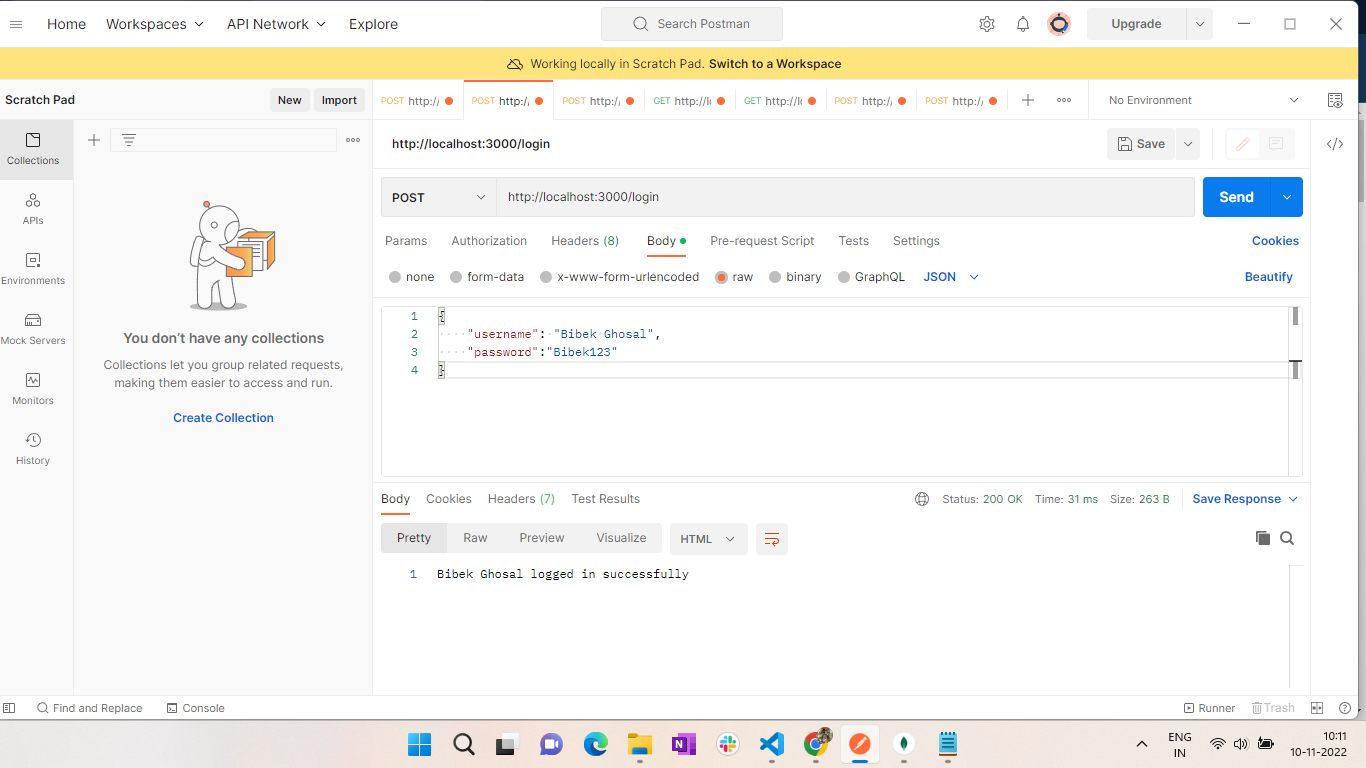 Home Workspaces API Network Explore Search Postman Upgrade
Working locally in Scratch Pad. Switch to a Workspace
Scratch Pad New Import
POST http:// POST http:/ POST http:/ GET http://l GET http://l POST http:/ POST http:/ No Environment
Collections
APIs
Environments
Mock Servers
Monitors
History
You don’t have any collections
Collections let you group related requests,
making them easier to access and run.
Create Collection
http://localhost:3000/login Save
POST http://localhost:3000/login Send
Params Authorization Headers (8) Body Pre-request Script Tests Settings Cookies
none form-data x-www-form-urlencoded raw binary GraphQL JSON Beautify
1 {
2 "username": "Bibek Ghosal",
3 "password":"Bibek123"
4 }
Body Cookies Headers (7) Test Results Status: 200 OK Time: 31 ms Size: 263 B Save Response
Pretty Raw Preview Visualize HTML
1 Bibek Ghosal logged in successfully
Find and Replace Console Runner Trash
ENG
IN
10:11
10-11-2022